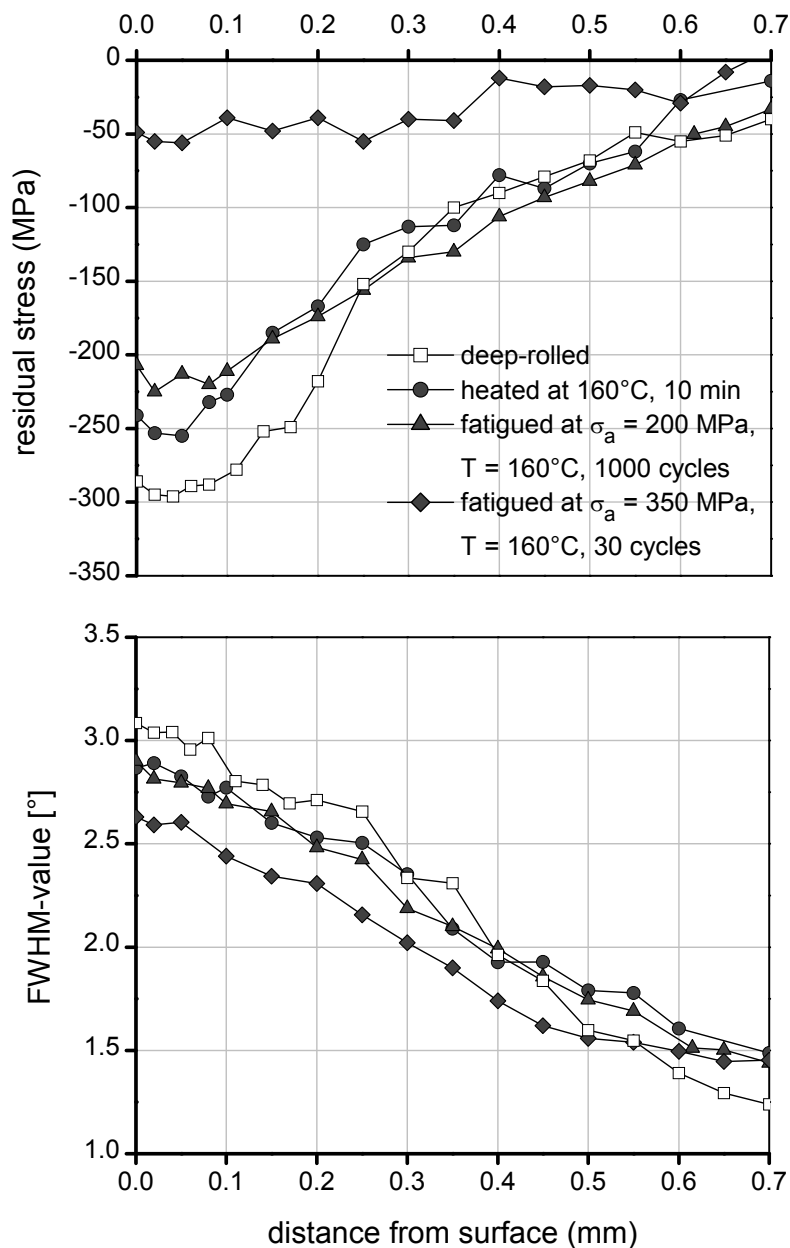 0.0 0.1 0.2 0.3 0.4 0.5 0.6 0.7
0
-50
-100
-150
-200
-250
-300
-350
residual stress (MPa)
deep-rolled
heated at 160°C, 10 min
fatigued at σa = 200 MPa,
T = 160°C, 1000 cycles
fatigued at σa = 350 MPa,
T = 160°C, 30 cycles
3.5
3.0
2.5
2.0
1.5
1.0
FWHM-value [°]
0.0 0.1 0.2 0.3 0.4 0.5 0.6 0.7
distance from surface (mm)